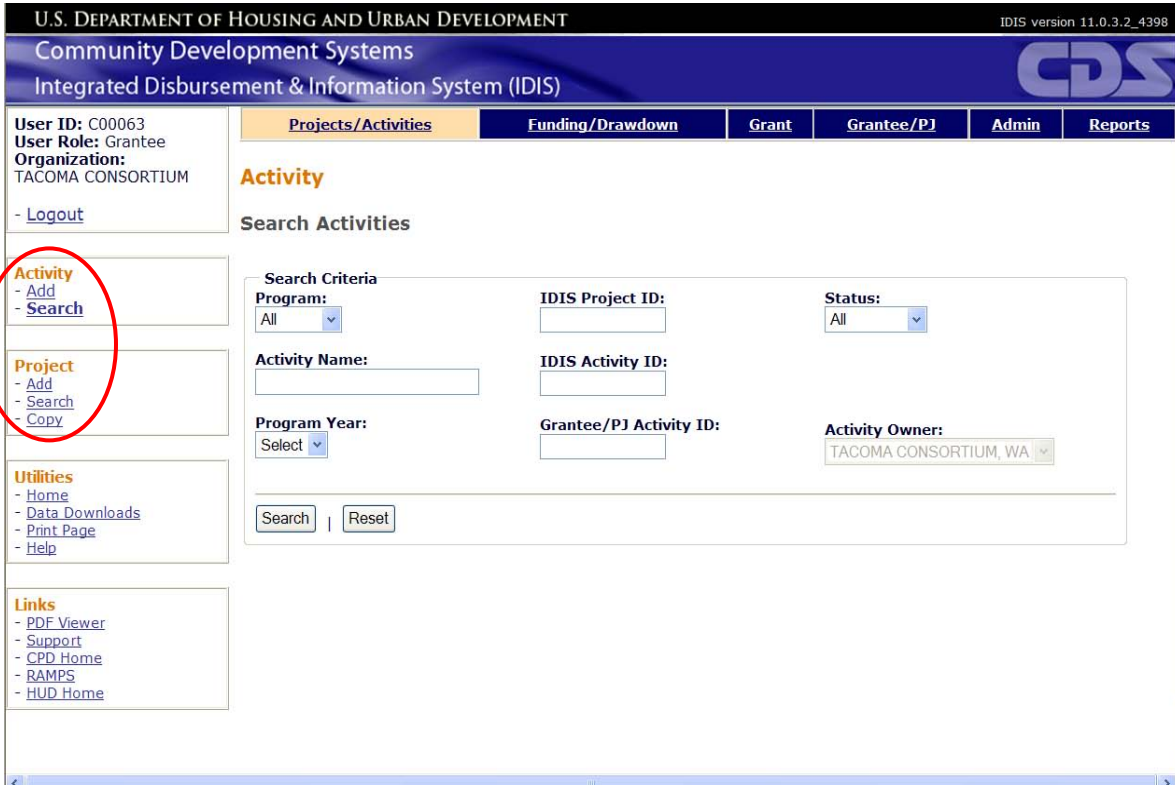 U.S. DEPARTMENT OF HOUSING AND URBAN DEVELOPMENT
IDIS version 11.0.3.2_4398
Community Development Systems
Integrated Disbursement & Information System (IDIS)
CDS
User ID: C00063
User Role: Grantee
Organization:
TACOMA CONSORTIUM
- Logout
Activity
- Add
- Search
Project
- Add
- Search
- Copy
Utilities
- Home
- Data Downloads
- Print Page
- Help
Links
- PDF Viewer
- Support
- CPD Home
- RAMPS
- HUD Home
Projects/Activities Funding/Drawdown Grant Grantee/PJ Admin Reports
Activity
Search Activities
Search Criteria
Program: IDIS Project ID: Status:
All All
Activity Name: IDIS Activity ID:
Program Year: Grantee/PJ Activity ID: Activity Owner:
Select TACOMA CONSORTIUM, WA
Search | Reset